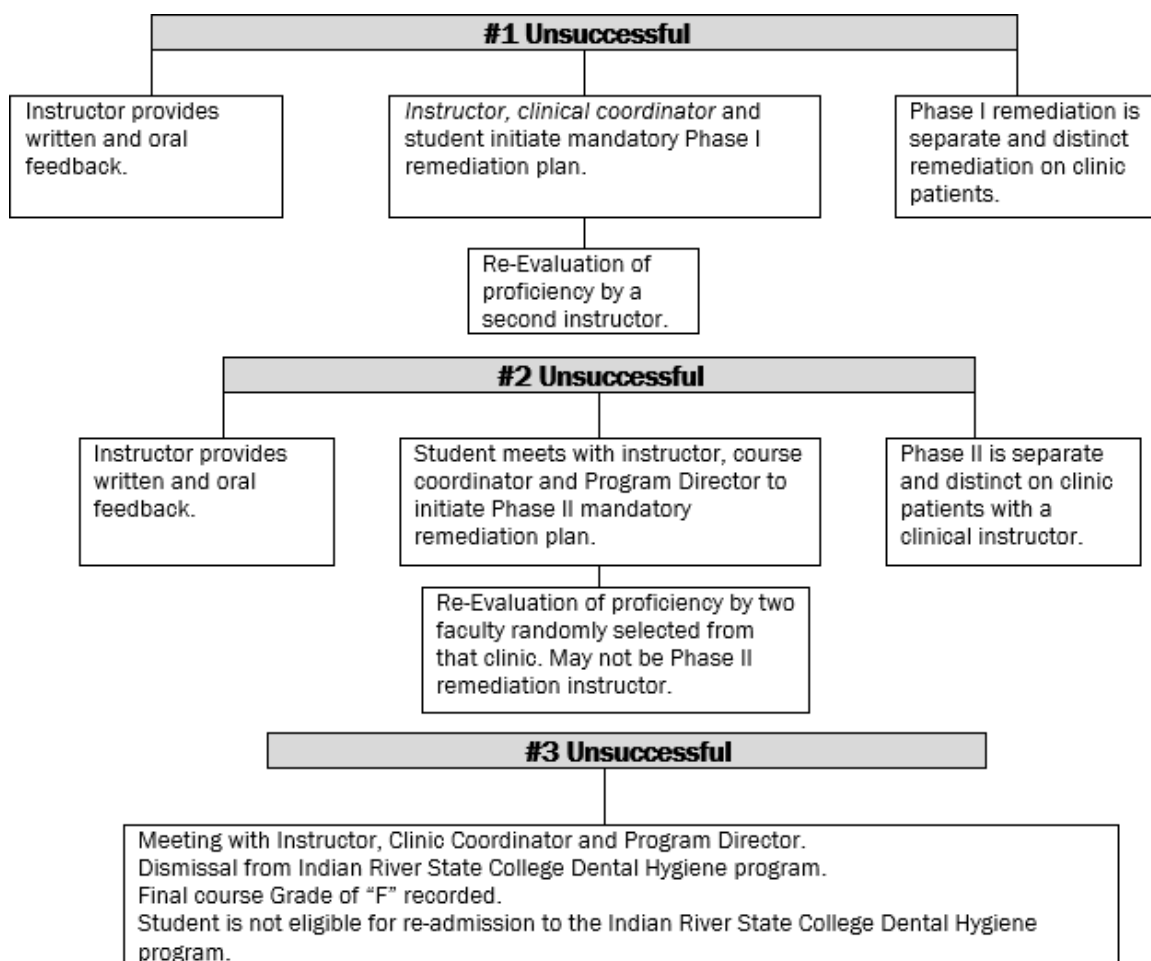 #1 Unsuccessful
Instructor provides
written and oral
feedback.
Instructor, clinical coordinator and
student initiate mandatory Phase I
remediation plan.
Phase I remediation is
separate and distinct
remediation on clinic
patients.
Re-Evaluation of
proficiency by a
second instructor.
#2 Unsuccessful
Instructor provides
written and oral
feedback.
Student meets with instructor, course
coordinator and Program Director to
initiate Phase II mandatory
remediation plan.
Phase II is separate
and distinct on clinic
patients with a
clinical instructor.
Re-Evaluation of proficiency by two
faculty randomly selected from
that clinic. May not be Phase II
remediation instructor.
#3 Unsuccessful
Meeting with Instructor, Clinic Coordinator and Program Director.
Dismissal from Indian River State College Dental Hygiene program.
Final course Grade of “F” recorded.
Student is not eligible for re-admission to the Indian River State College Dental Hygiene
program.